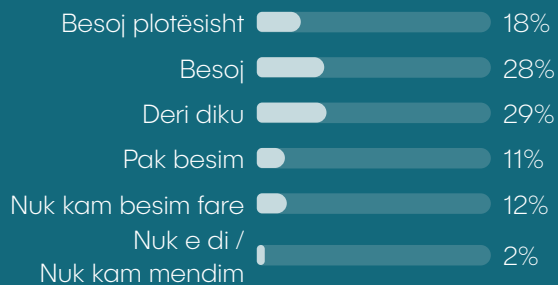 Besoj plotësisht 18%
Besoj 28%
Deri diku 29%
Pak besim 11%
Nuk kam besim fare 12%
Nuk e di /
Nuk kam mendim 2%